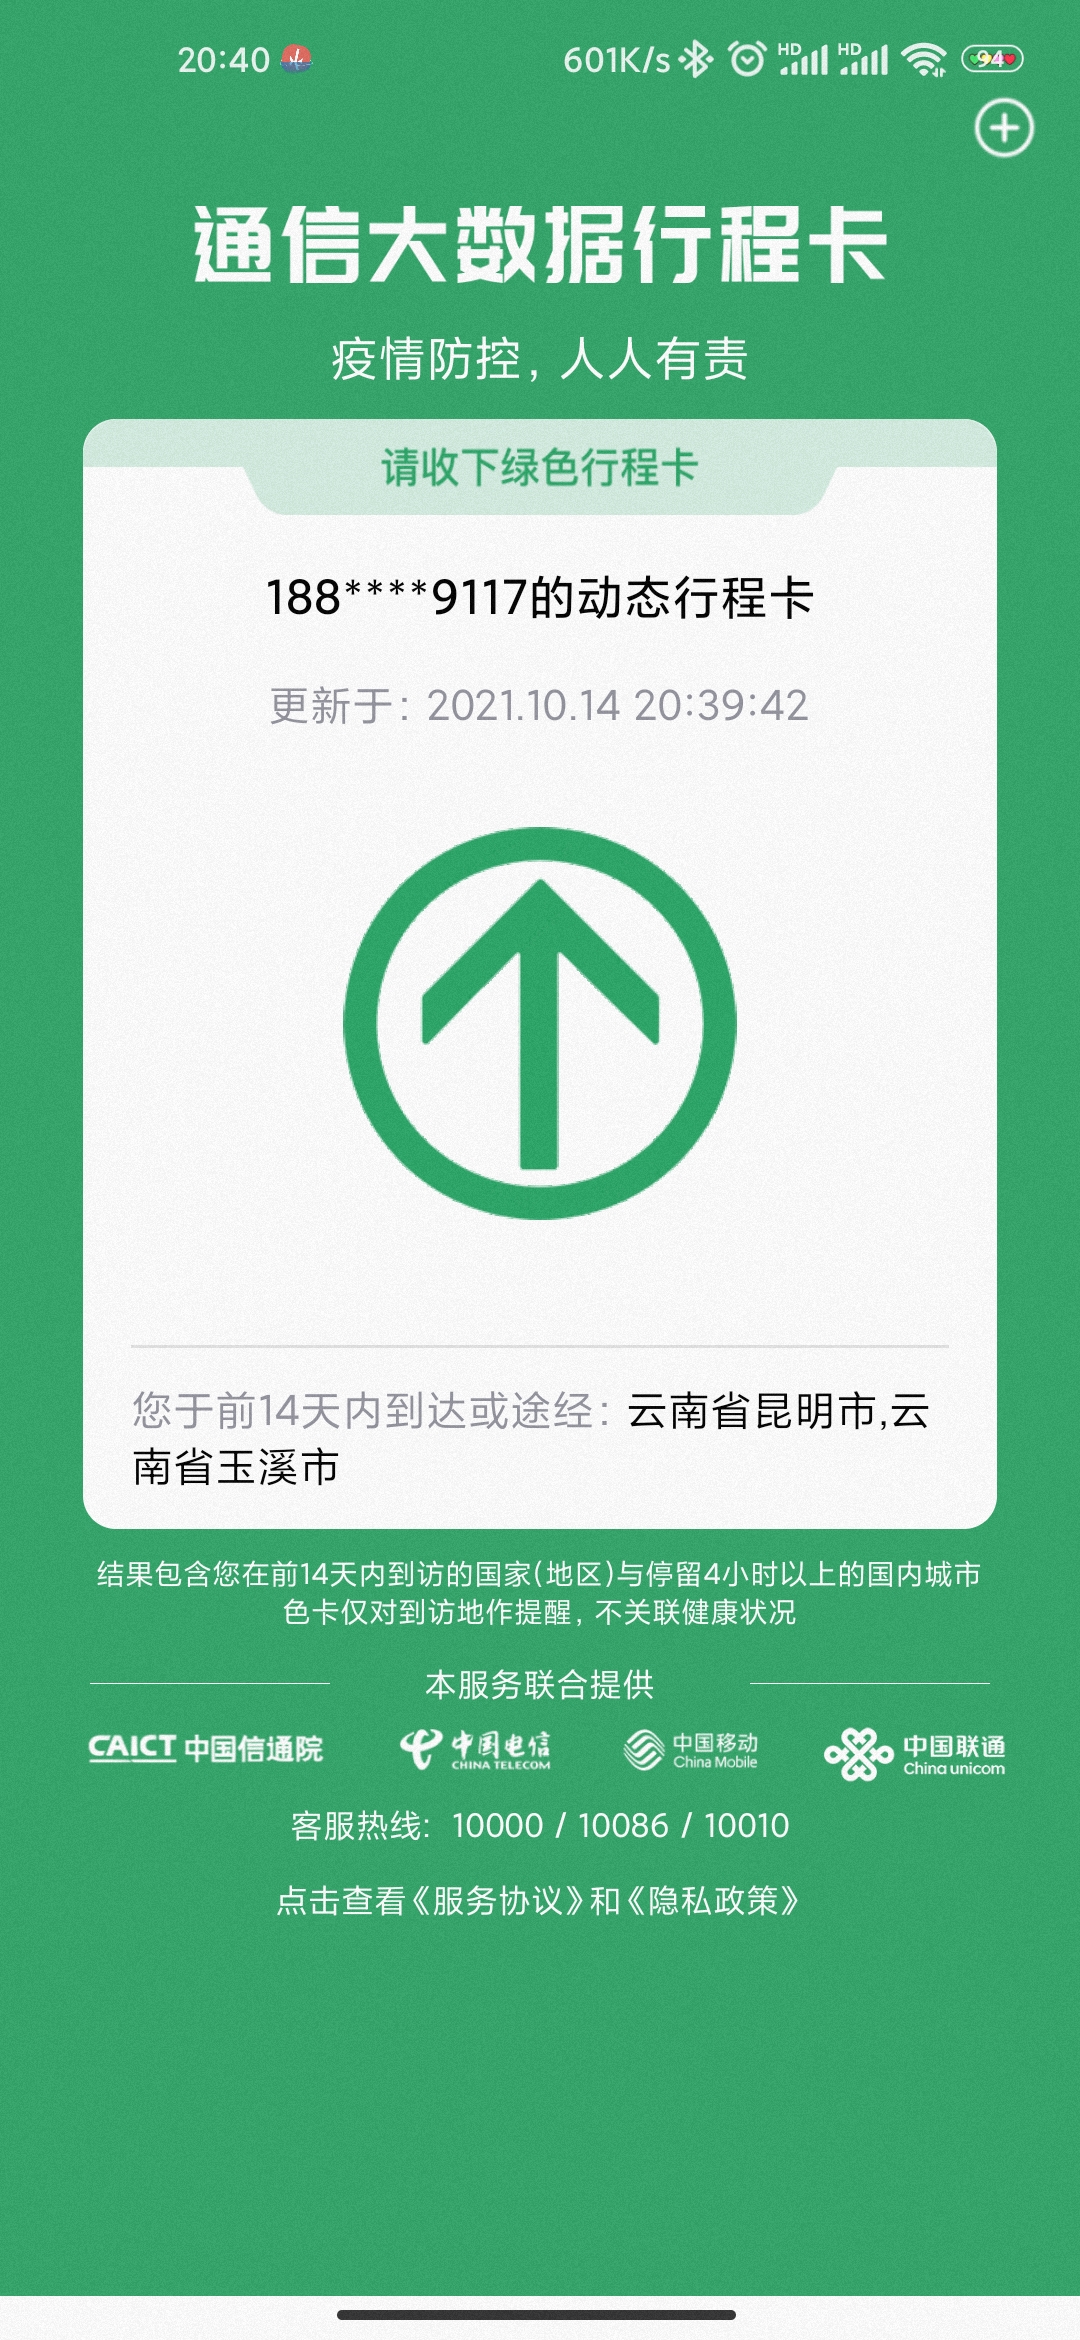 20:40
601K/s HD HD 94
通信大数据行程卡
疫情防控，人人有责
请收下绿色行程卡
188****9117的动态行程卡
更新于：2021.10.14 20:39:42
您于前14天内到达或途经：云南省昆明市,云
南省玉溪市
结果包含您在前14天内到访的国家(地区)与停留4小时以上的国内城市
色卡仅对到访地作提醒，不关联健康状况
本服务联合提供
CAICT 中国信通院 中国电信 CHINA TELECOM 中国移动 China Mobile 中国联通 China unicom
客服热线：10000 / 10086 / 10010
点击查看《服务协议》和《隐私政策》